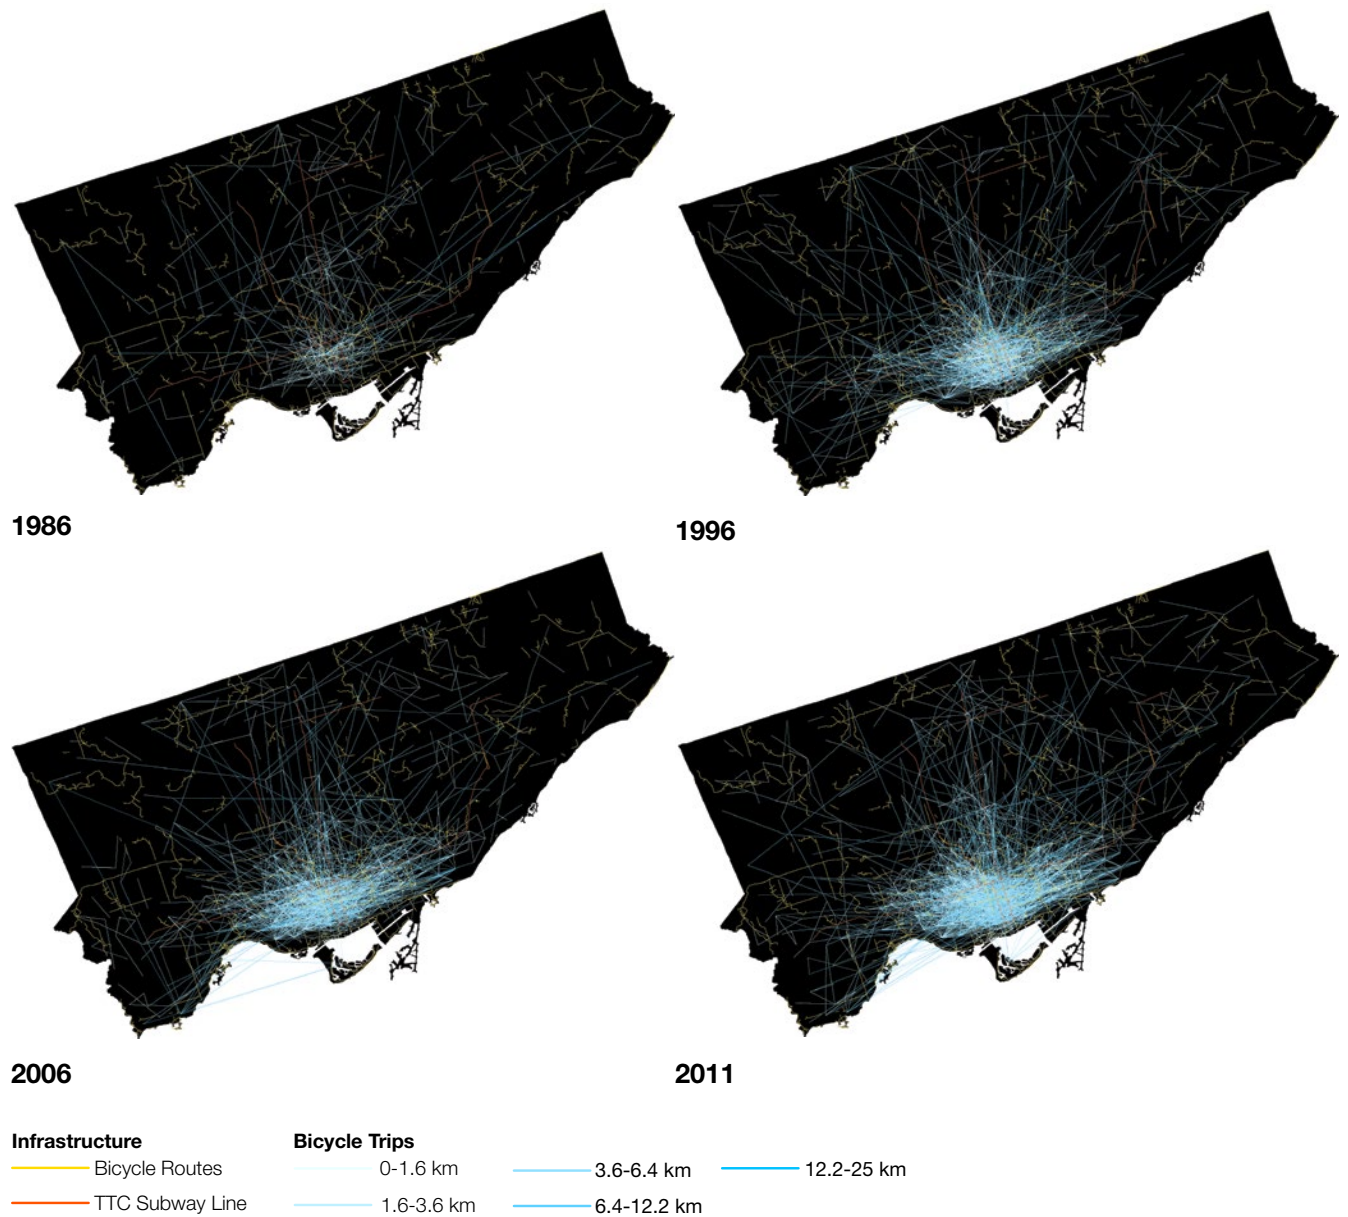 1986
1996
2006
2011
Infrastructure
Bicycle Routes
TTC Subway Line
Bicycle Trips
0-1.6 km
1.6-3.6 km
3.6-6.4 km
6.4-12.2 km
12.2-25 km